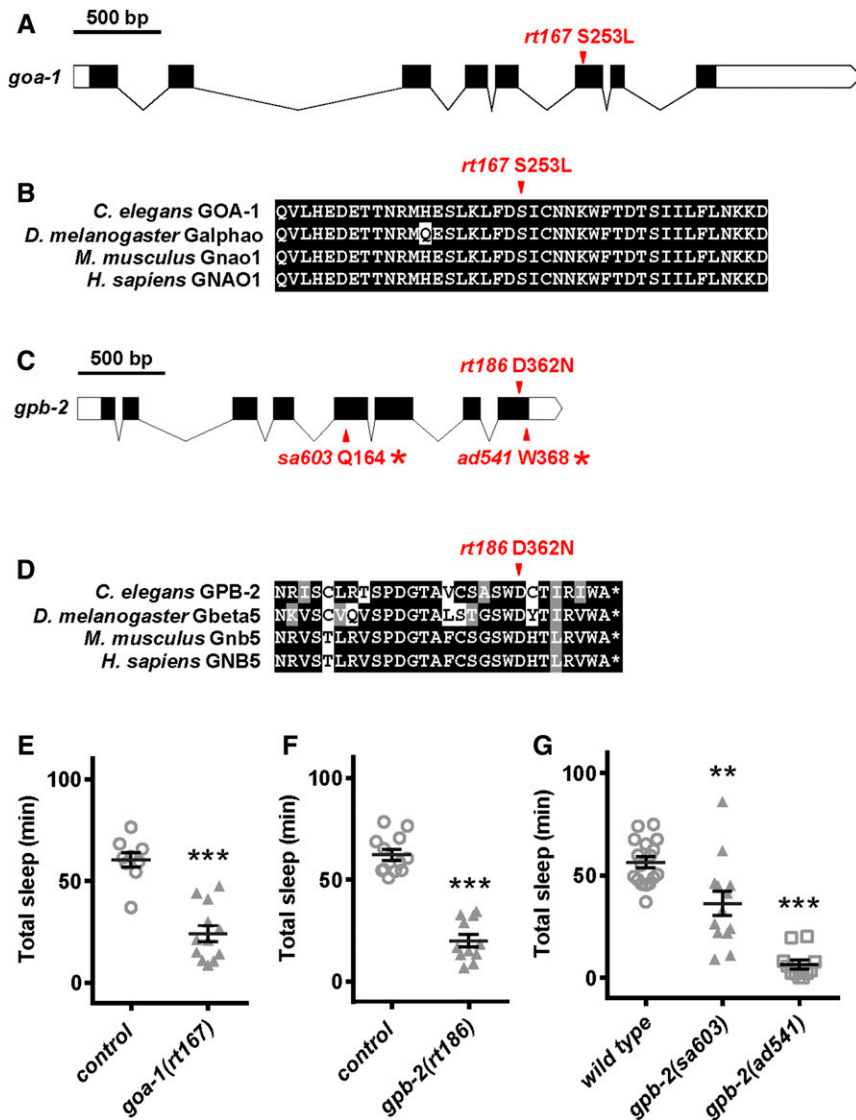 A
500 bp
rt167 S253L
goa-1
B
rt167 S253L
C. elegans GOA-1 QVLHEDETTNRMHESLKLFDSICNNKWFTDTSIILFLNKKD
D. melanogaster Galphao QVLHEDETTNRMQESLKLFDSICNNKWFTDTSIILFLNKKD
M. musculus Gnao1 QVLHEDETTNRMHESLKLFDSICNNKWFTDTSIILFLNKKD
H. sapiens GNAO1 QVLHEDETTNRMHESLKLFDSICNNKWFTDTSIILFLNKKD
C
500 bp
rt186 D362N
gpb-2
sa603 Q164 *
ad541 W368 *
D
rt186 D362N
C. elegans GPB-2 NRISCLRTSPDGTAVCSASWDCTIRIWA*
D. melanogaster Gbeta5 NKVSCVQVSPDGTALSTGSWDYTIRVWA*
M. musculus Gnb5 NRVSTLRVSPDGTAFCSGSWDHTLRVWA*
H. sapiens GNB5 NRVSTLRVSPDGTAFCSGSWDHTLRVWA*
E
Total sleep (min)
100
50
0
***
control
goa-1(rt167)
F
Total sleep (min)
100
50
0
***
control
gpb-2(rt186)
G
Total sleep (min)
100
50
0
**
***
wild type
gpb-2(sa603)
gpb-2(ad541)